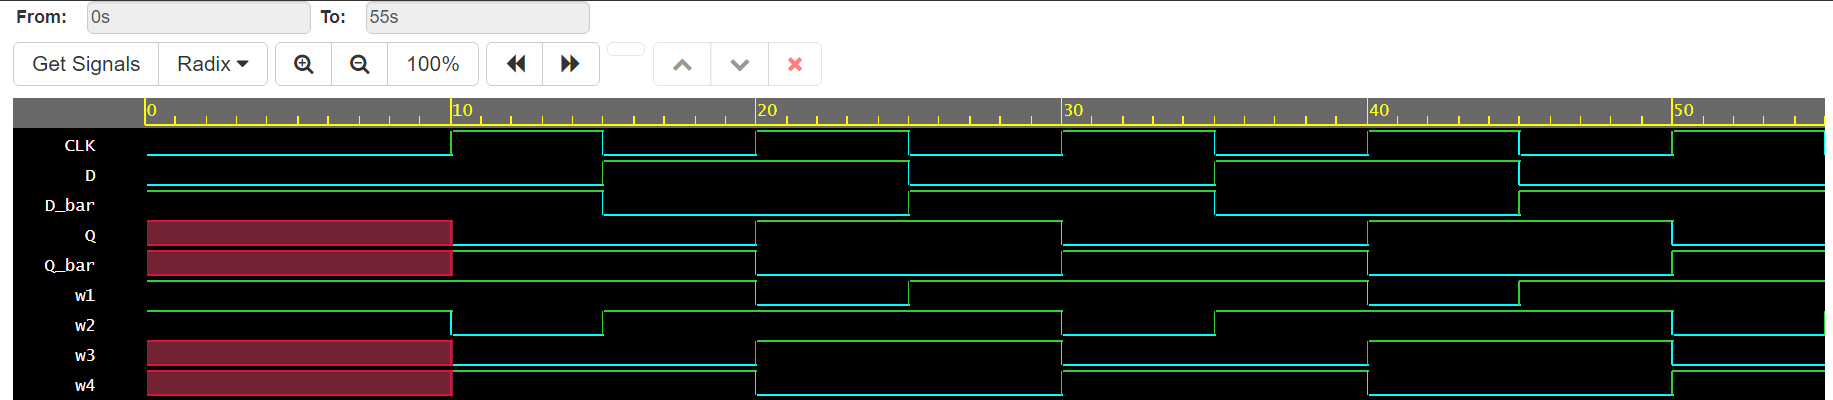 From: 0s To: 55s
Get Signals Radix 100%
0 10 20 30 40 50
CLK
D
D_bar
Q
Q_bar
w1
w2
w3
w4